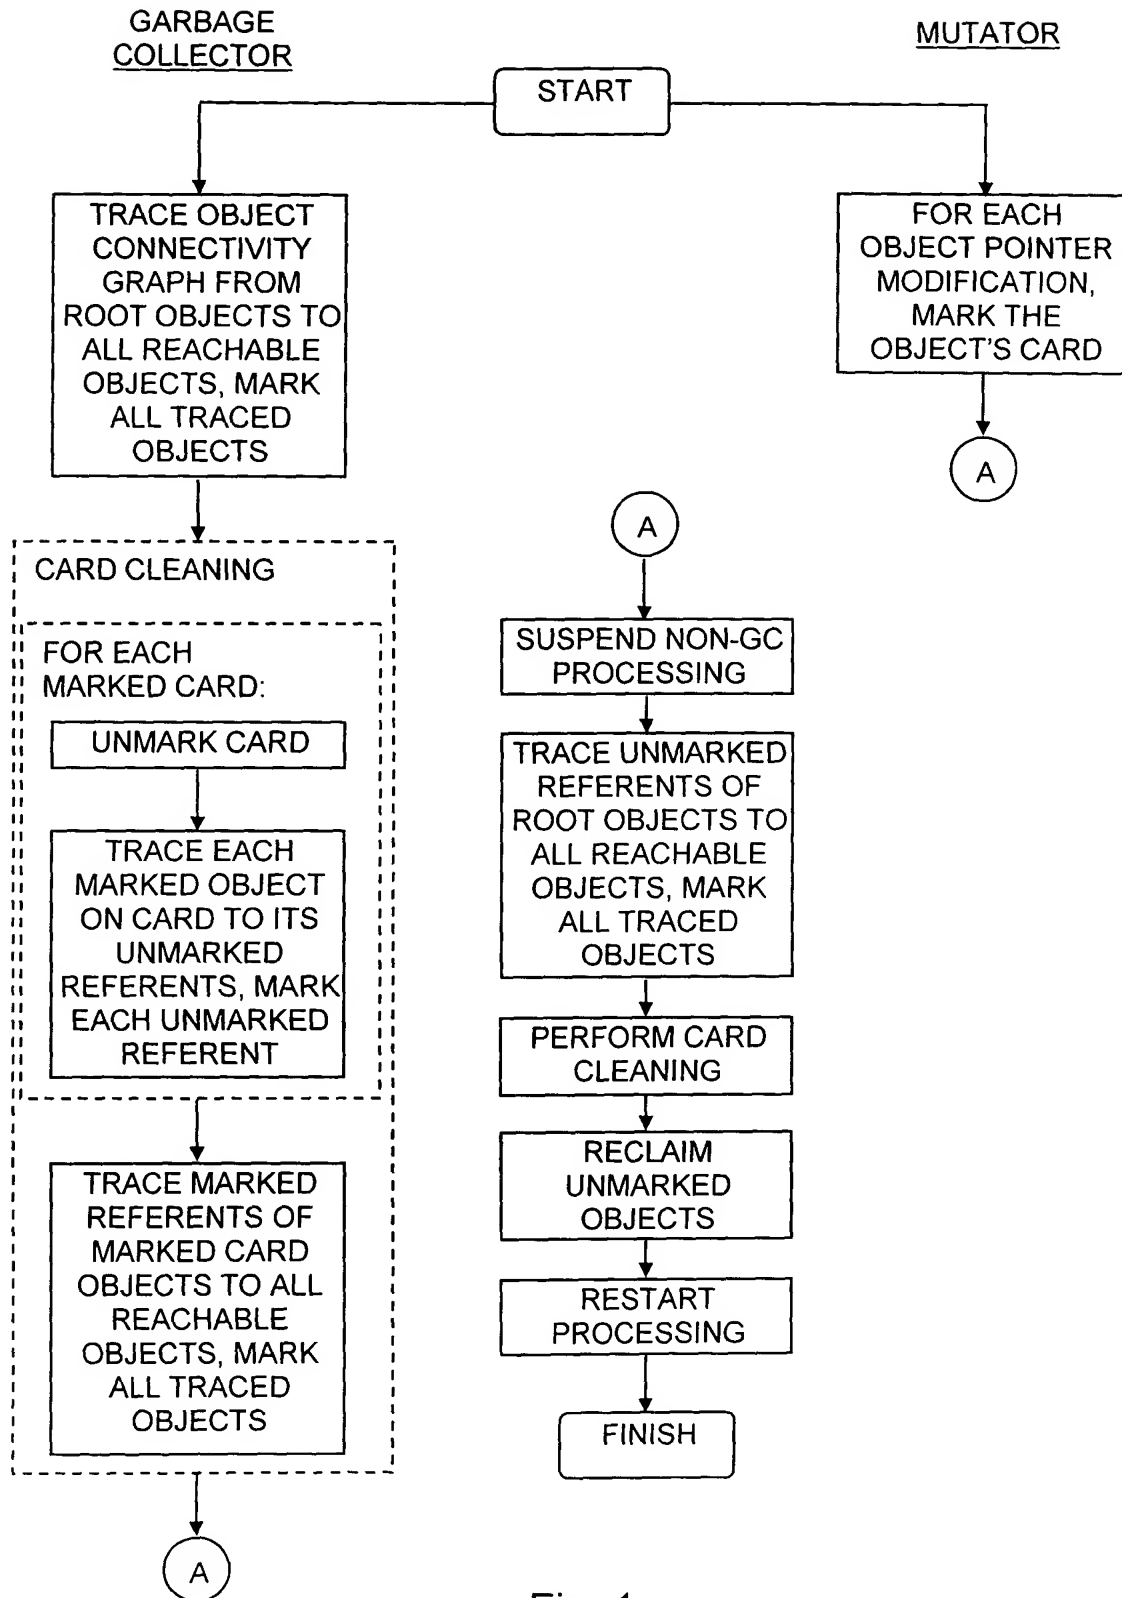 GARBAGE
COLLECTOR
MUTATOR
START
TRACE OBJECT
CONNECTIVITY
GRAPH FROM
ROOT OBJECTS TO
ALL REACHABLE
OBJECTS, MARK
ALL TRACED
OBJECTS
FOR EACH
OBJECT POINTER
MODIFICATION,
MARK THE
OBJECT'S CARD
A
CARD CLEANING
FOR EACH
MARKED CARD:
UNMARK CARD
TRACE EACH
MARKED OBJECT
ON CARD TO ITS
UNMARKED
REFERENTS, MARK
EACH UNMARKED
REFERENT
TRACE MARKED
REFERENTS OF
MARKED CARD
OBJECTS TO ALL
REACHABLE
OBJECTS, MARK
ALL TRACED
OBJECTS
A
A
SUSPEND NON-GC
PROCESSING
TRACE UNMARKED
REFERENTS OF
ROOT OBJECTS TO
ALL REACHABLE
OBJECTS, MARK
ALL TRACED
OBJECTS
PERFORM CARD
CLEANING
RECLAIM
UNMARKED
OBJECTS
RESTART
PROCESSING
FINISH